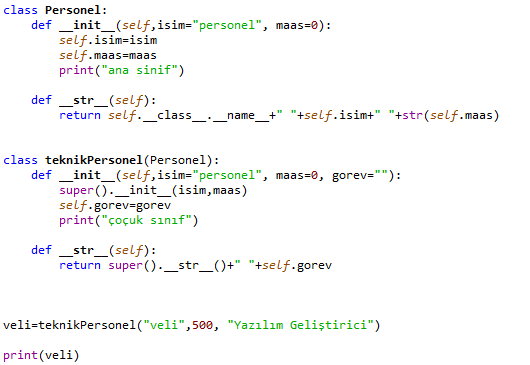 class Personel:
    def __init__(self,isim="personel", maas=0):
        self.isim=isim
        self.maas=maas
        print("ana sinif")
    def __str__(self):
        return self.__class__.__name__+" "+self.isim+" "+str(self.maas)
class teknikPersonel(Personel):
    def __init__(self,isim="personel", maas=0, gorev=""):
        super().__init__(isim,maas)
        self.gorev=gorev
        print("çoçuk sınıf")
    def __str__(self):
        return super().__str__()+" "+self.gorev
veli=teknikPersonel("veli",500, "Yazılım Geliştirici")
print(veli)